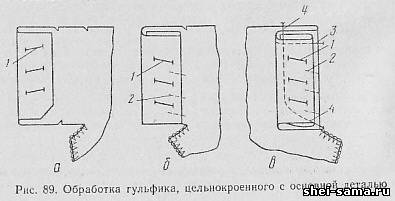 4
3
1
2
1
1
2
4
а
б
в
Рис. 89. Обработка гульфика, цельнокроенного с основной деталью
shei-sama.ru